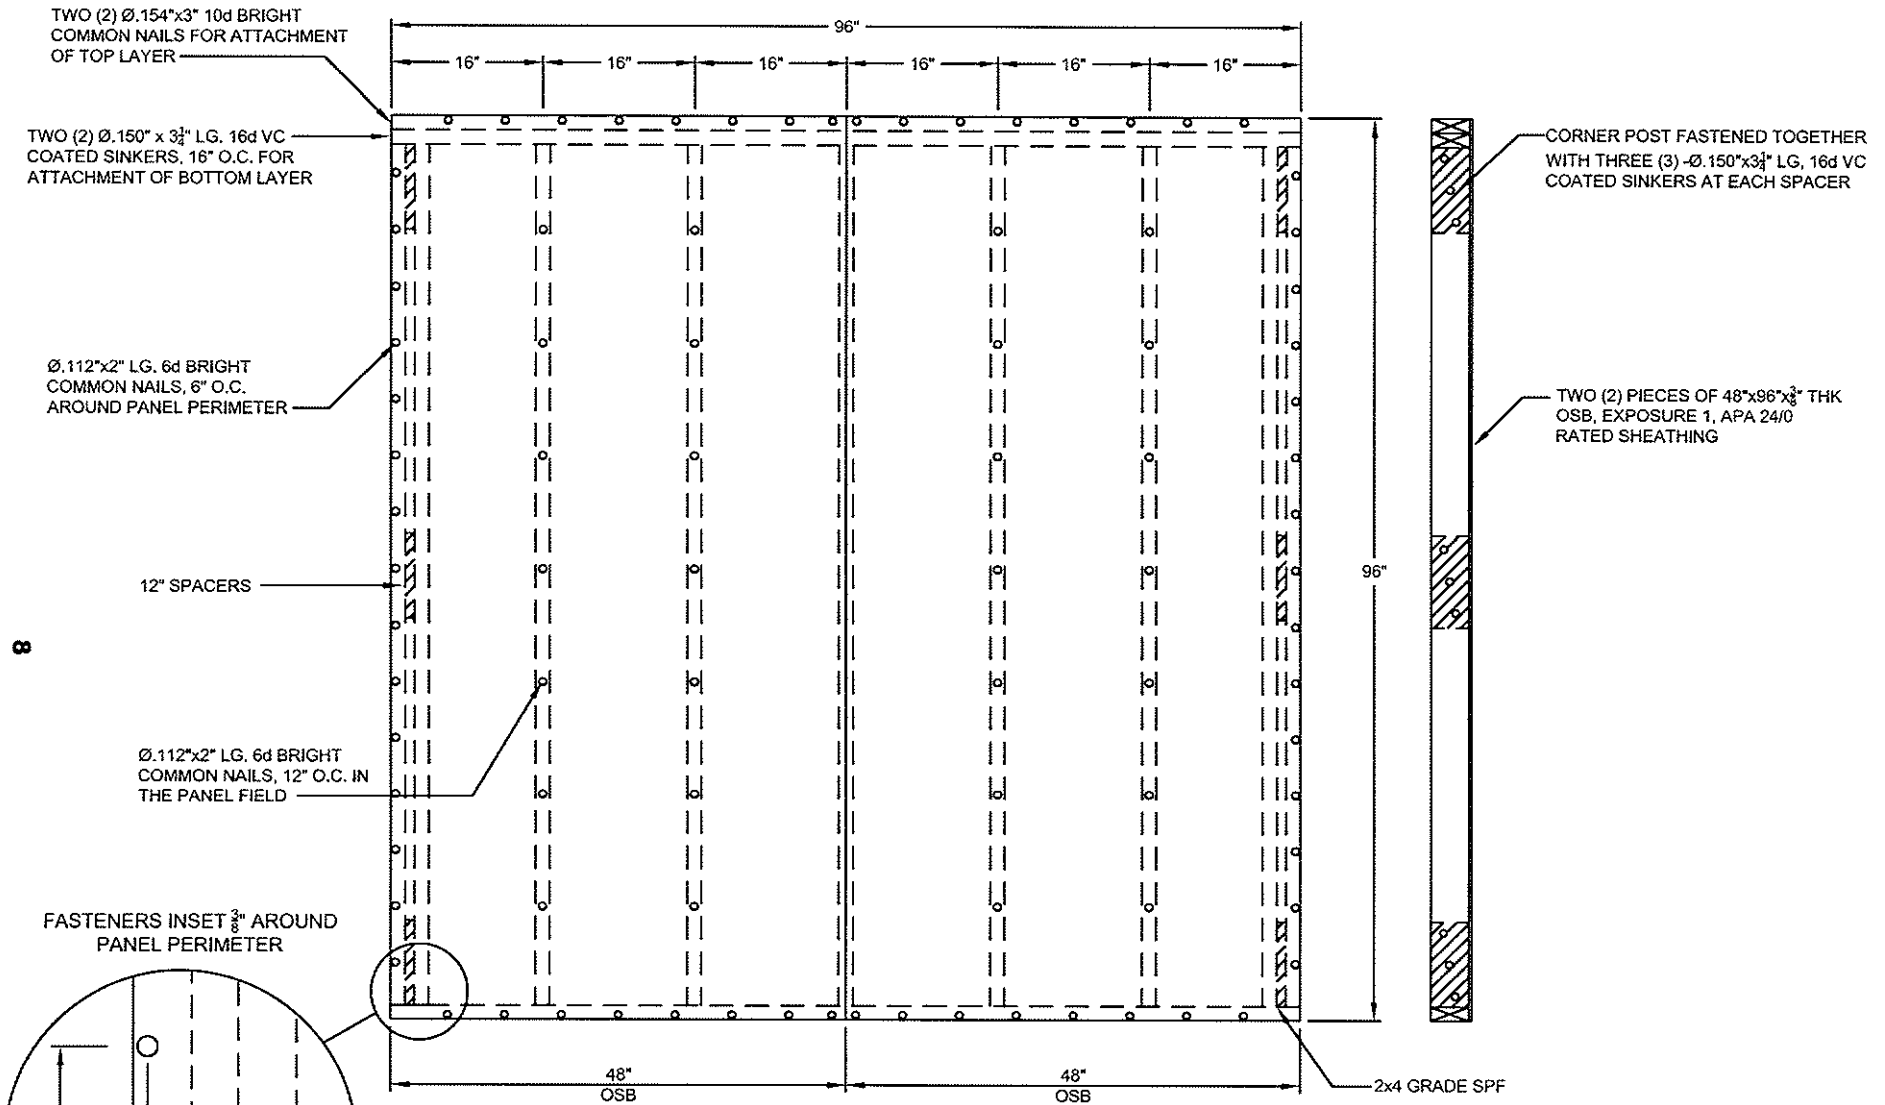 TWO (2) Ø.154"x3" 10d BRIGHT
COMMON NAILS FOR ATTACHMENT
OF TOP LAYER
96"
16" 16" 16" 16" 16" 16"
TWO (2) Ø.150" x 3¼" LG. 16d VC
COATED SINKERS, 16" O.C. FOR
ATTACHMENT OF BOTTOM LAYER
CORNER POST FASTENED TOGETHER
WITH THREE (3) -Ø.150"x3¼" LG, 16d VC
COATED SINKERS AT EACH SPACER
Ø.112"x2" LG. 6d BRIGHT
COMMON NAILS, 6" O.C.
AROUND PANEL PERIMETER
TWO (2) PIECES OF 48"x96"x⅜" THK
OSB, EXPOSURE 1, APA 24/0
RATED SHEATHING
12" SPACERS
96"
8
Ø.112"x2" LG. 6d BRIGHT
COMMON NAILS, 12" O.C. IN
THE PANEL FIELD
FASTENERS INSET ⅜" AROUND
PANEL PERIMETER
48"
OSB
48"
OSB
2x4 GRADE SPF